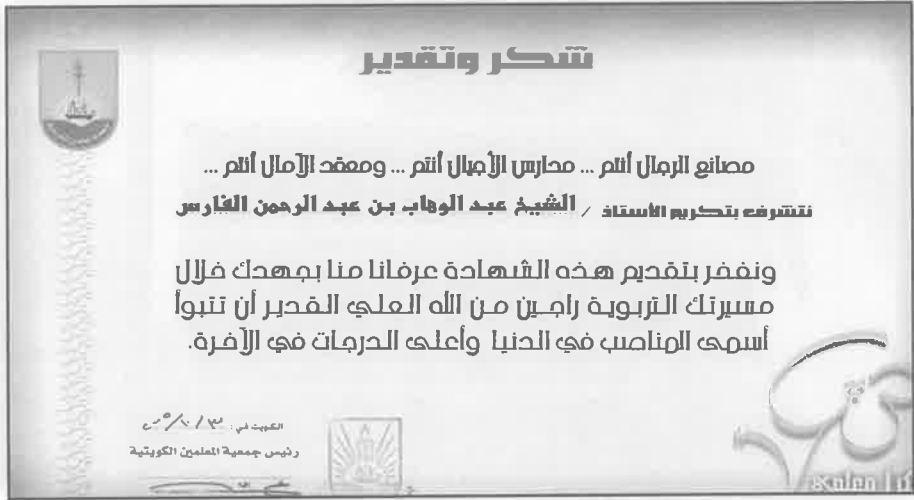 شكر وتقدير
مصانع الرجال أنتم ... مدارس الأجيال أنتم ... ومعقد الآمال أنتم ...
نتشرف بتكريم الأستاذ / الشيخ عبد الوهاب بن عبد الرحمن الفارس
ونفخر بتقديم هذه الشهادة عرفانا منا بجهدك خلال
مسيرتك التربوية راجين من الله العلي القدير أن تتبوأ
أسمى المناصب في الدنيا وأعلى الدرجات في الآخرة.
الكويت في:
رئيس جمعية المعلمين الكويتية